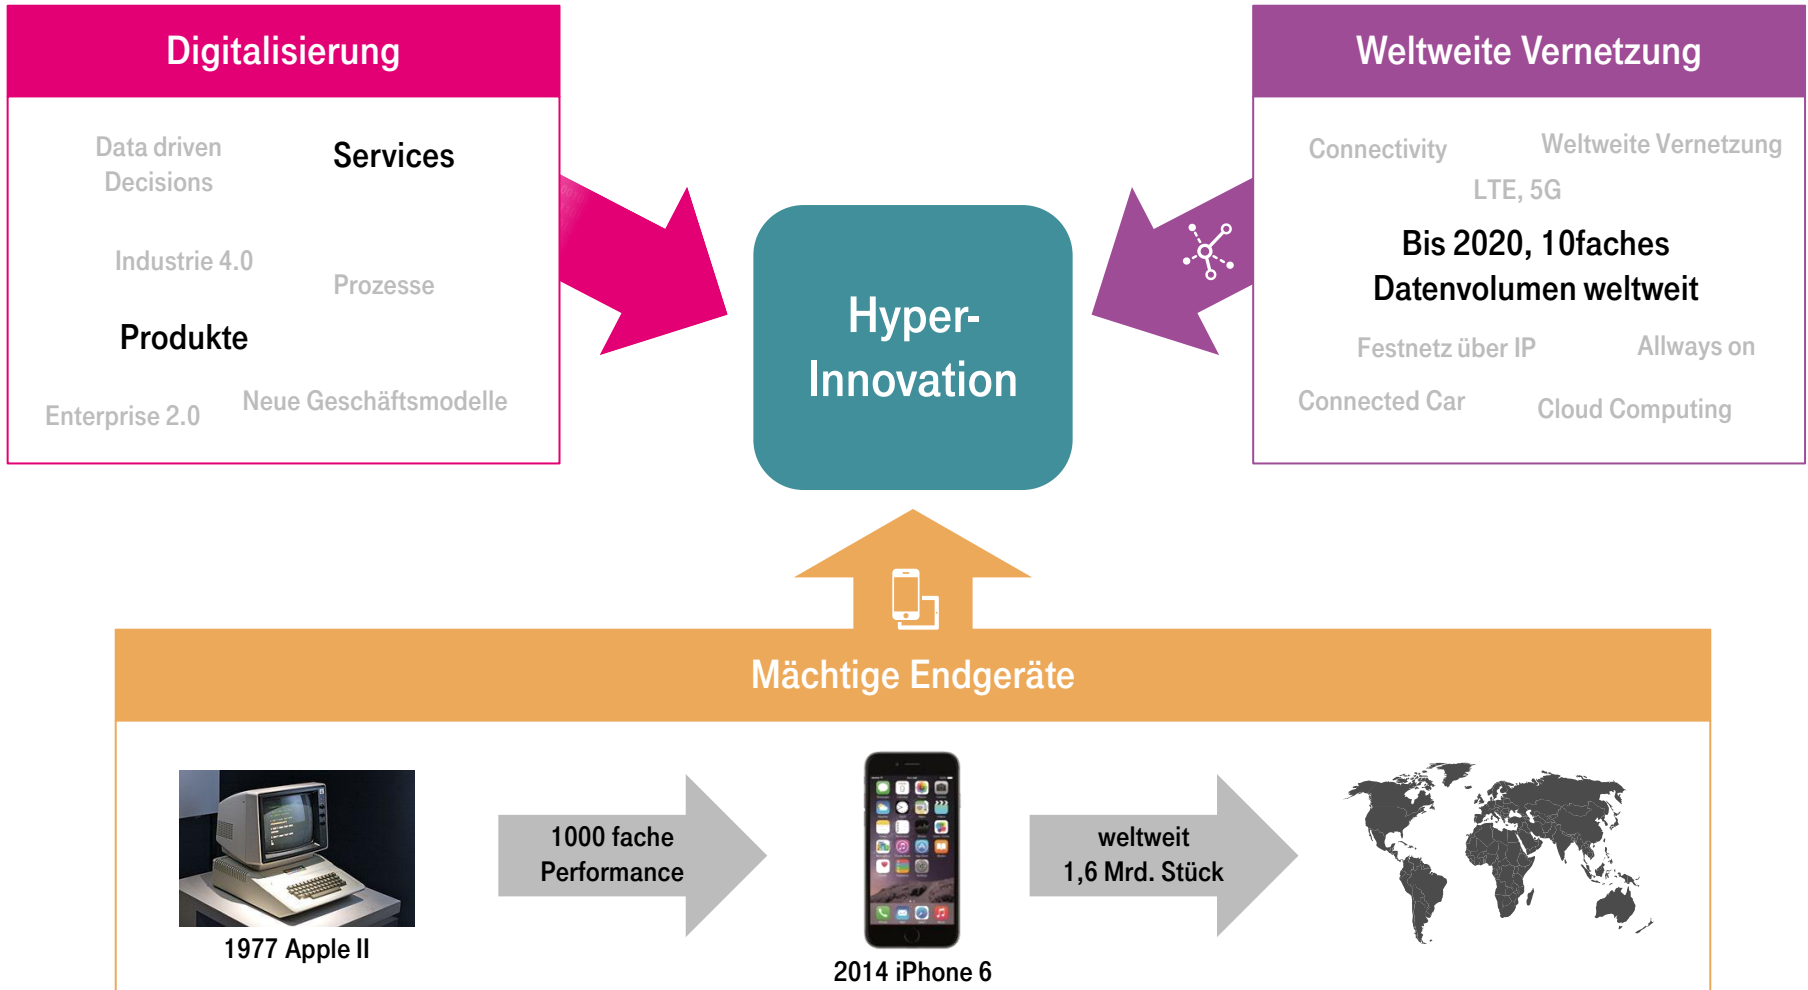 Digitalisierung
Data driven
Decisions
Services
Industrie 4.0
Prozesse
Produkte
Enterprise 2.0
Neue Geschäftsmodelle
Hyper-
Innovation
Weltweite Vernetzung
Connectivity
Weltweite Vernetzung
LTE, 5G
Bis 2020, 10faches
Datenvolumen weltweit
Festnetz über IP
Allways on
Connected Car
Cloud Computing
Mächtige Endgeräte
1977 Apple II
1000 fache
Performance
2014 iPhone 6
weltweit
1,6 Mrd. Stück